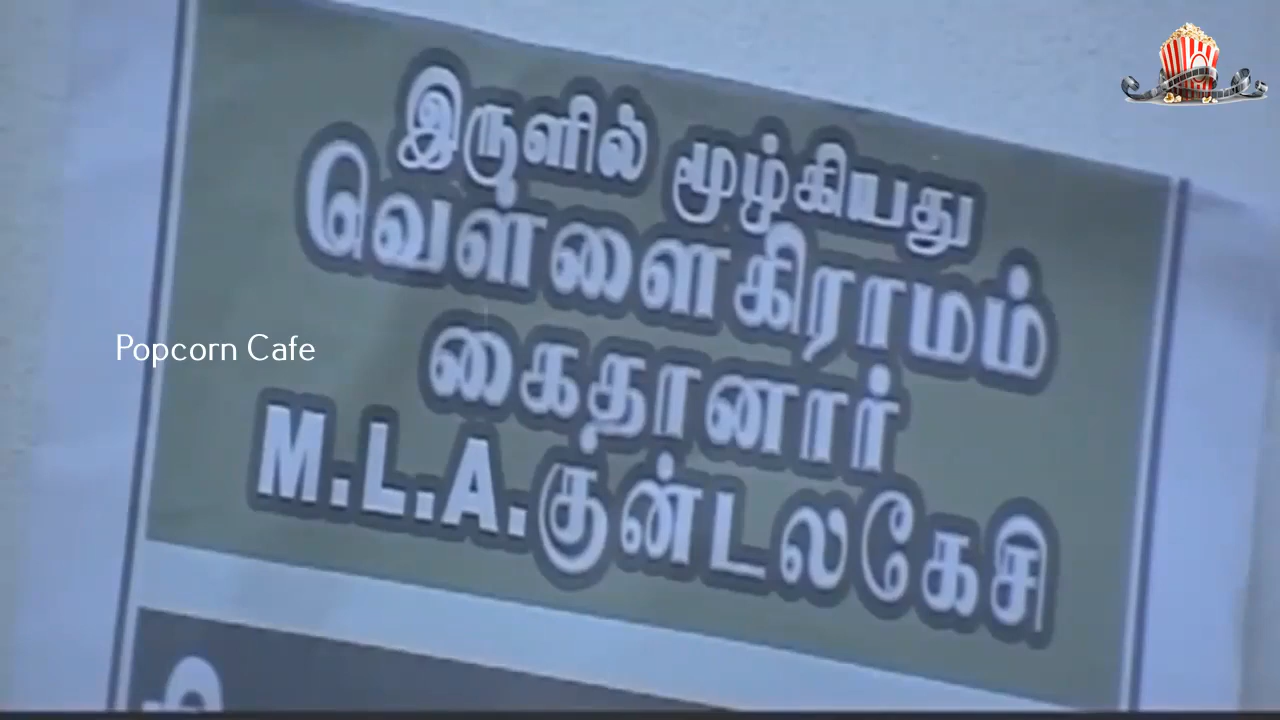 இருளில் மூழ்கியது
வெள்ளைகிராமம்
கைதானார்
M.L.A.குன்டலகேசி
Popcorn Cafe